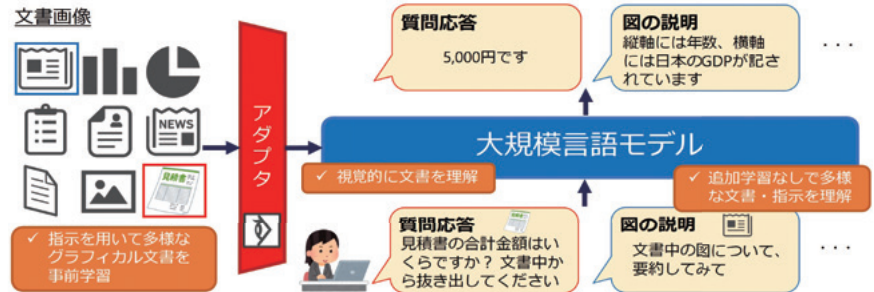 文書画像
NEWS
見積書
✓ 指示を用いて多様な
グラフィカル文書を
事前学習
アダプタ
質問応答
5,000円です
図の説明
縦軸には年数、横軸
には日本のGDPが記さ
れています
...
大規模言語モデル
✓ 視覚的に文書を理解
✓ 追加学習なしで多様
な文書・指示を理解
質問応答
見積書の合計金額はい
くらですか？ 文書中か
ら抜き出してください
図の説明
文書中の図について、
要約してみて
...